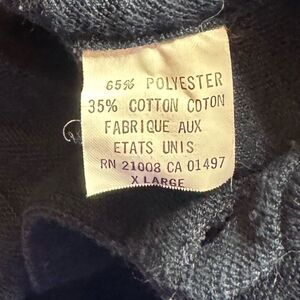 65% POLYESTER
35% COTTON COTON
FABRIQUE AUX
ETATS UNIS
RN 21008 CA 01497
X LARGE